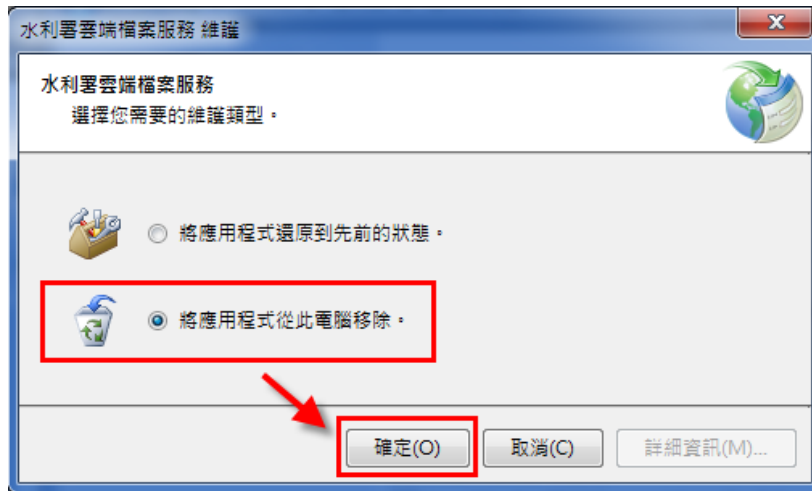 水利署雲端檔案服務 維護
水利署雲端檔案服務
選擇您需要的維護類型。
將應用程式還原到先前的狀態。
將應用程式從此電腦移除。
確定(O) 取消(C) 詳細資訊(M)...